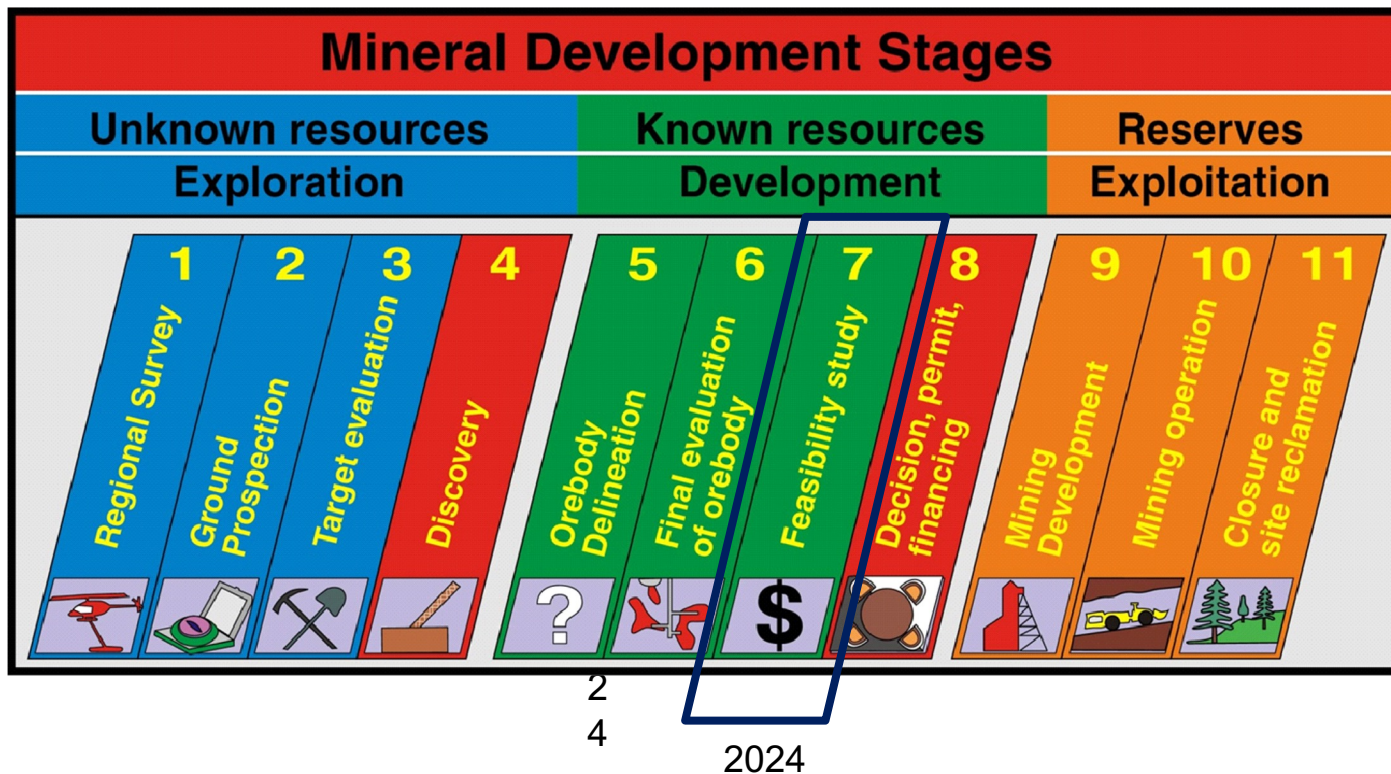 Mineral Development Stages
Unknown resources
Known resources
Reserves
Exploration
Development
Exploitation
1
Regional Survey
2
Ground
Prospection
3
Target evaluation
4
Discovery
5
Orebody
Delineation
6
Final evaluation
of orebody
7
Feasibility study
8
Decision, permit,
financing
9
Mining
Development
10
Mining operation
11
Closure and
site reclamation
?
$
2
4
2024